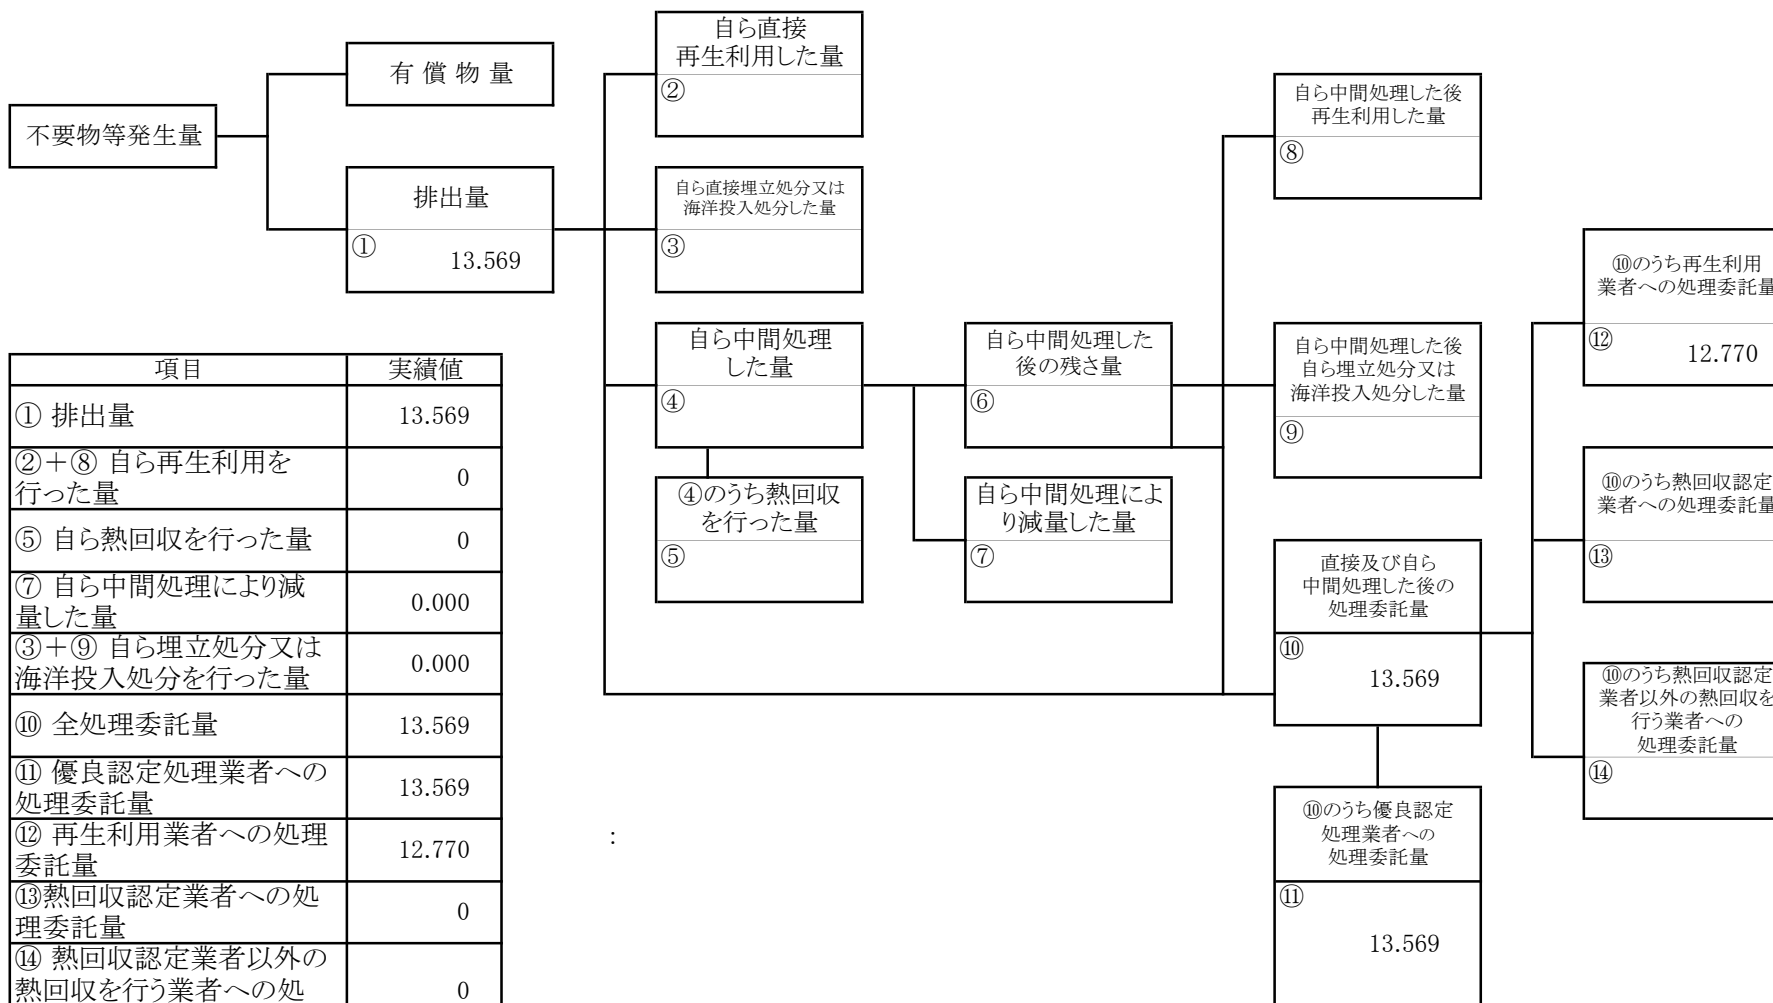 自ら直接
再生利用した量
②
有 償 物 量
不要物等発生量
排出量
①
13.569
自ら直接埋立処分又は
海洋投入処分した量
③
自ら中間処理した後
再生利用した量
⑧
⑩のうち再生利用
業者への処理委託量
⑫
12.770
自ら中間処理
した量
④
自ら中間処理した
後の残さ量
⑥
自ら中間処理した後
自ら埋立処分又は
海洋投入処分した量
⑨
④のうち熱回収
を行った量
⑤
自ら中間処理によ
り減量した量
⑦
⑩のうち熱回収認定
業者への処理委託量
⑬
直接及び自ら
中間処理した後の
処理委託量
⑩
13.569
⑩のうち熱回収認定
業者以外の熱回収を
行う業者への
処理委託量
⑭
⑩のうち優良認定
処理業者への
処理委託量
⑪
13.569
:
項目 実績値
① 排出量 13.569
②＋⑧ 自ら再生利用を
行った量 0
⑤ 自ら熱回収を行った量 0
⑦ 自ら中間処理により減
量した量 0.000
③＋⑨ 自ら埋立処分又は
海洋投入処分を行った量 0.000
⑩ 全処理委託量 13.569
⑪ 優良認定処理業者への
処理委託量 13.569
⑫ 再生利用業者への処理
委託量 12.770
⑬熱回収認定業者への処
理委託量 0
⑭ 熱回収認定業者以外の
熱回収を行う業者への処 0